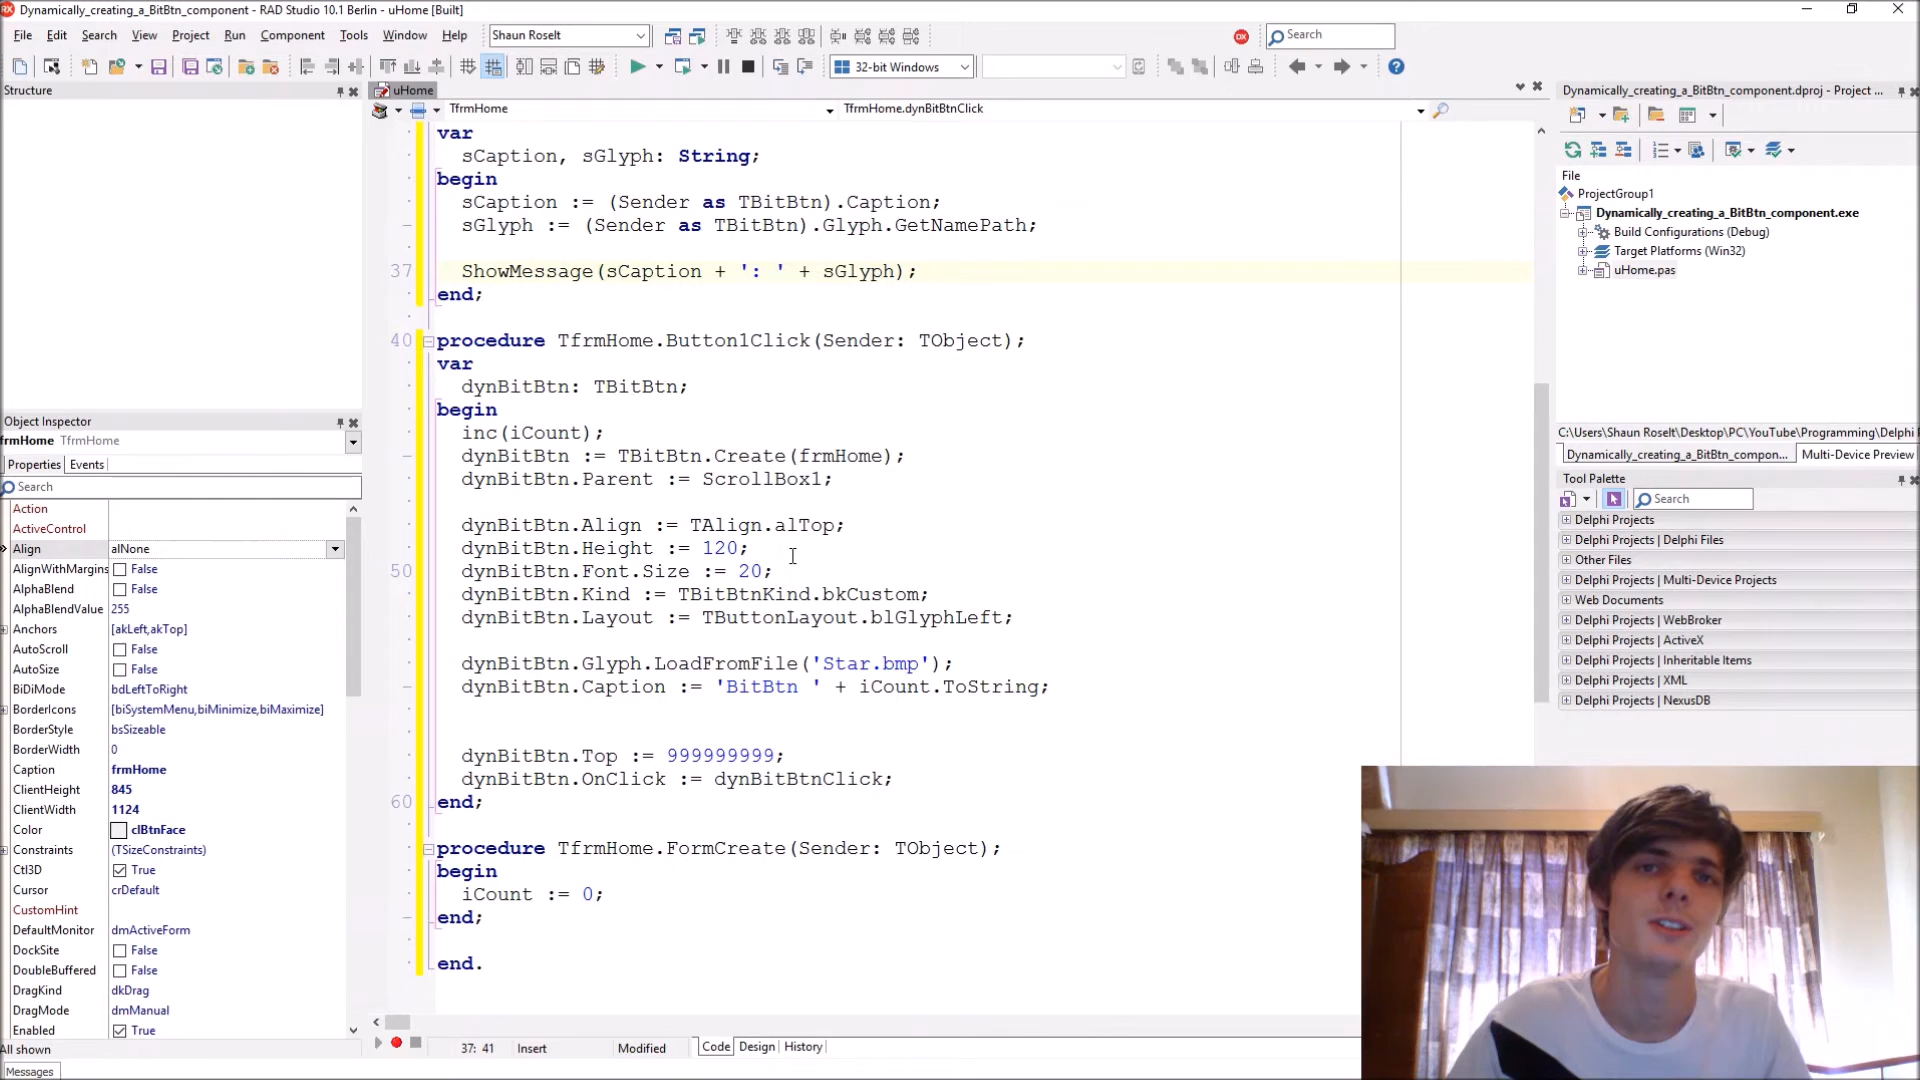 Dynamically_creating_a_BitBtn_component - RAD Studio 10.1 Berlin - uHome [Built]
File Edit Search View Project Run Component Tools Window Help Shaun Roselt Search
32-bit Windows
Structure
uHome
TfrmHome TfrmHome.dynBitBtnClick
var
sCaption, sGlyph: String;
begin
sCaption := (Sender as TBitBtn).Caption;
sGlyph := (Sender as TBitBtn).Glyph.GetNamePath;
37 ShowMessage(sCaption + ': ' + sGlyph);
end;
40 procedure TfrmHome.Button1Click(Sender: TObject);
var
dynBitBtn: TBitBtn;
begin
inc(iCount);
dynBitBtn := TBitBtn.Create(frmHome);
dynBitBtn.Parent := ScrollBox1;
dynBitBtn.Align := TAlign.alTop;
dynBitBtn.Height := 120;
50 dynBitBtn.Font.Size := 20;
dynBitBtn.Kind := TBitBtnKind.bkCustom;
dynBitBtn.Layout := TButtonLayout.blGlyphLeft;
dynBitBtn.Glyph.LoadFromFile('Star.bmp');
dynBitBtn.Caption := 'BitBtn ' + iCount.ToString;
dynBitBtn.Top := 999999999;
dynBitBtn.OnClick := dynBitBtnClick;
60 end;
procedure TfrmHome.FormCreate(Sender: TObject);
begin
iCount := 0;
end;
end.
37: 41 Insert Modified Code Design History
Object Inspector
frmHome TfrmHome
Properties Events
Search
Action
ActiveControl
Align alNone
AlignWithMargins False
AlphaBlend False
AlphaBlendValue 255
Anchors [akLeft,akTop]
AutoScroll False
AutoSize False
BiDiMode bdLeftToRight
BorderIcons [biSystemMenu,biMinimize,biMaximize]
BorderStyle bsSizeable
BorderWidth 0
Caption frmHome
ClientHeight 845
ClientWidth 1124
Color clBtnFace
Constraints (TSizeConstraints)
Ctl3D True
Cursor crDefault
CustomHint
DefaultMonitor dmActiveForm
DockSite False
DoubleBuffered False
DragKind dkDrag
DragMode dmManual
Enabled True
All shown
Messages
Dynamically_creating_a_BitBtn_component.dproj - Project ...
File
ProjectGroup1
Dynamically_creating_a_BitBtn_component.exe
Build Configurations (Debug)
Target Platforms (Win32)
uHome.pas
C:\Users\Shaun Roselt\Desktop\PC\YouTube\Programming\Delphi
Dynamically_creating_a_BitBtn_compon... Multi-Device Preview
Tool Palette
Search
Delphi Projects
Delphi Projects | Delphi Files
Other Files
Delphi Projects | Multi-Device Projects
Web Documents
Delphi Projects | WebBroker
Delphi Projects | ActiveX
Delphi Projects | Inheritable Items
Delphi Projects | XML
Delphi Projects | NexusDB